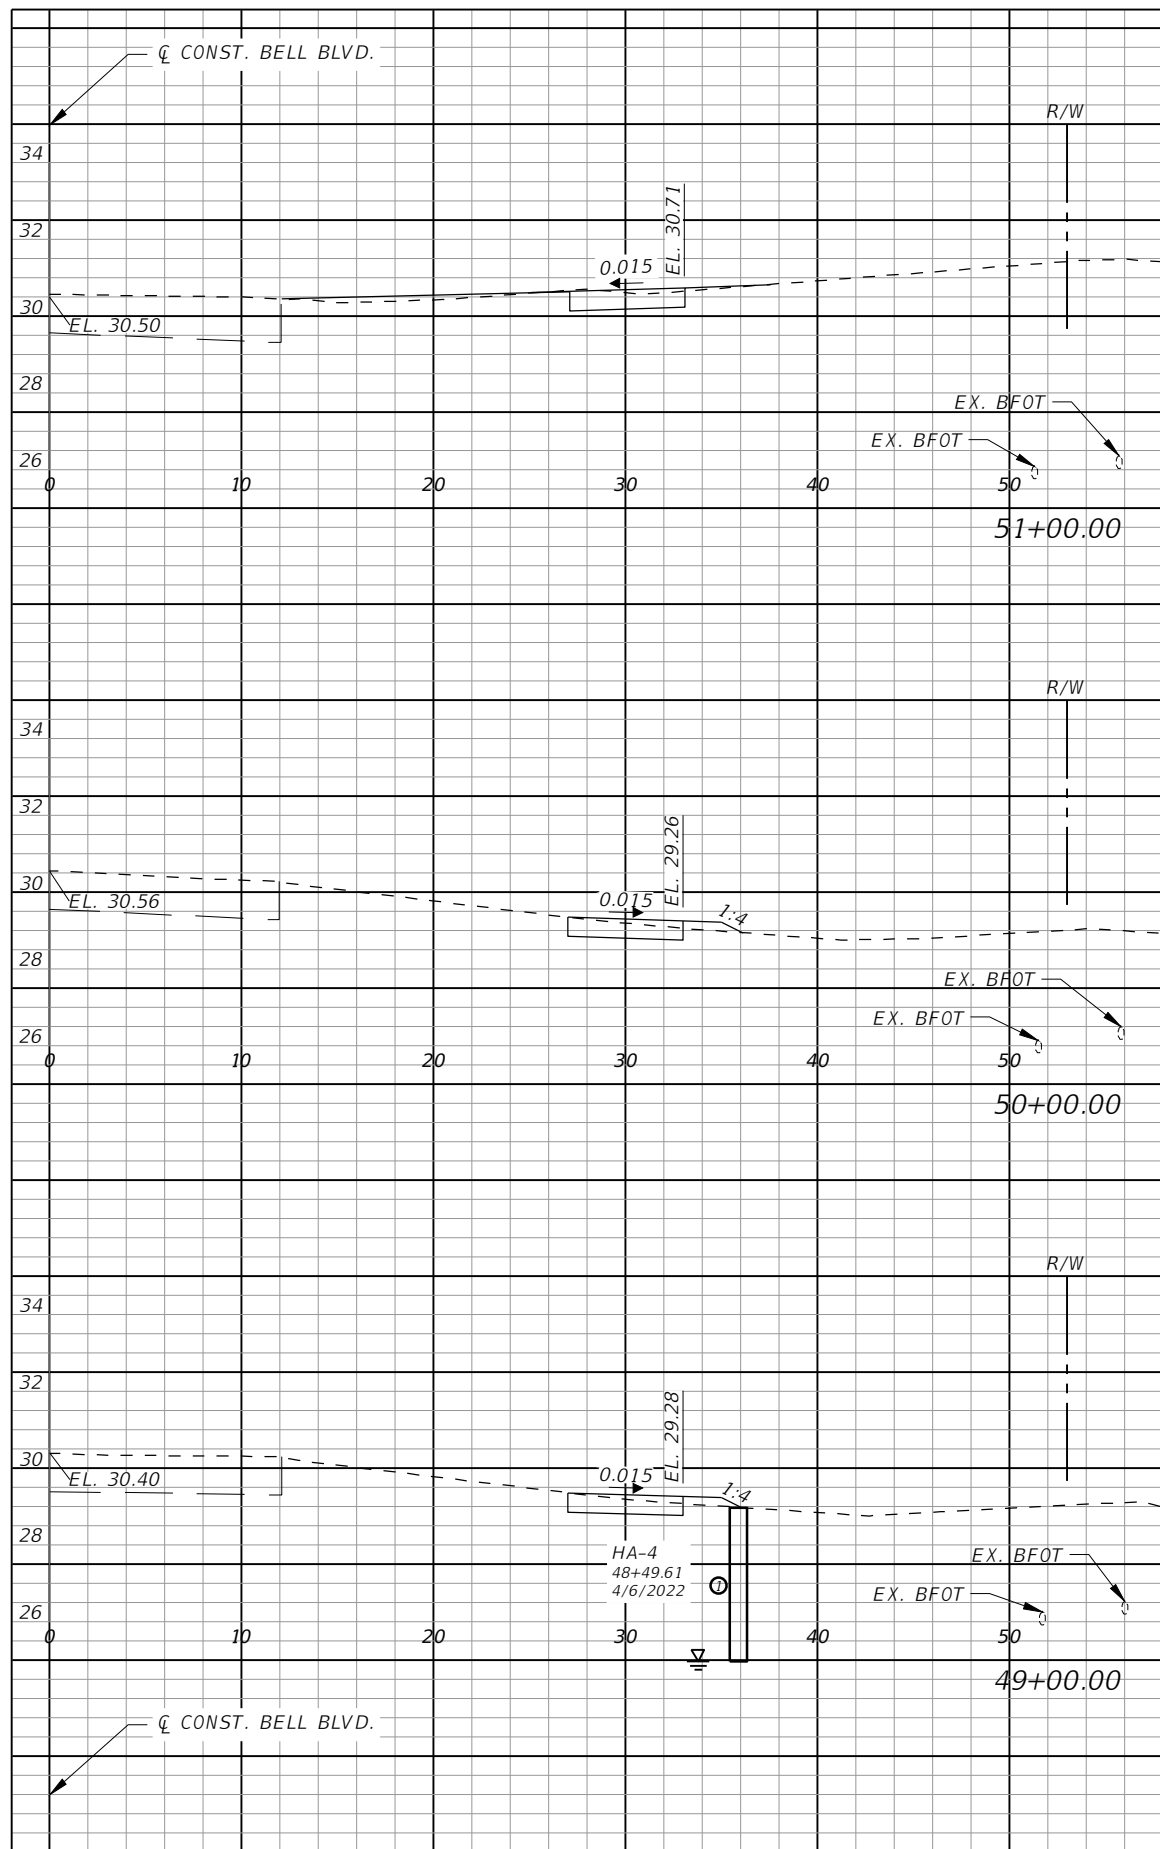 ℄ CONST. BELL BLVD.
R/W
34
32
EL. 30.71
0.015
30
EL. 30.50
28
EX. BFOT
EX. BFOT
26
0 10 20 30 40 50
51+00.00
R/W
34
32
EL. 29.26
30
0.015
EL. 30.56
1:4
28
EX. BFOT
EX. BFOT
26
0 10 20 30 40 50
50+00.00
R/W
34
32
EL. 29.28
30
0.015
EL. 30.40
1:4
28
HA-4
48+49.61
4/6/2022
1
EX. BFOT
EX. BFOT
26
0 10 20 30 40 50
49+00.00
℄ CONST. BELL BLVD.